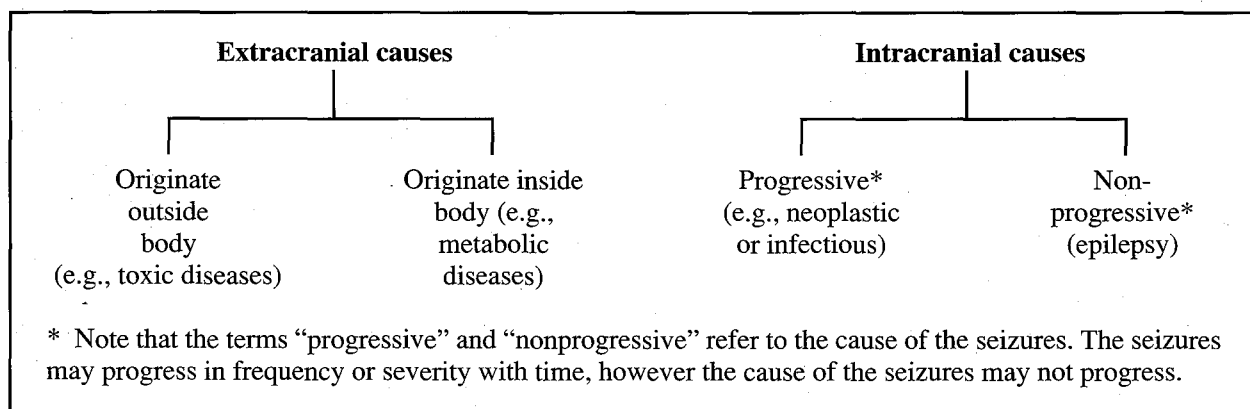 Extracranial causes
Intracranial causes
Originate
outside
body
(e.g., toxic diseases)
Originate inside
body (e.g.,
metabolic
diseases)
Progressive*
(e.g., neoplastic
or infectious)
Non-
progressive*
(epilepsy)
* Note that the terms “progressive” and “nonprogressive” refer to the cause of the seizures. The seizures
may progress in frequency or severity with time, however the cause of the seizures may not progress.